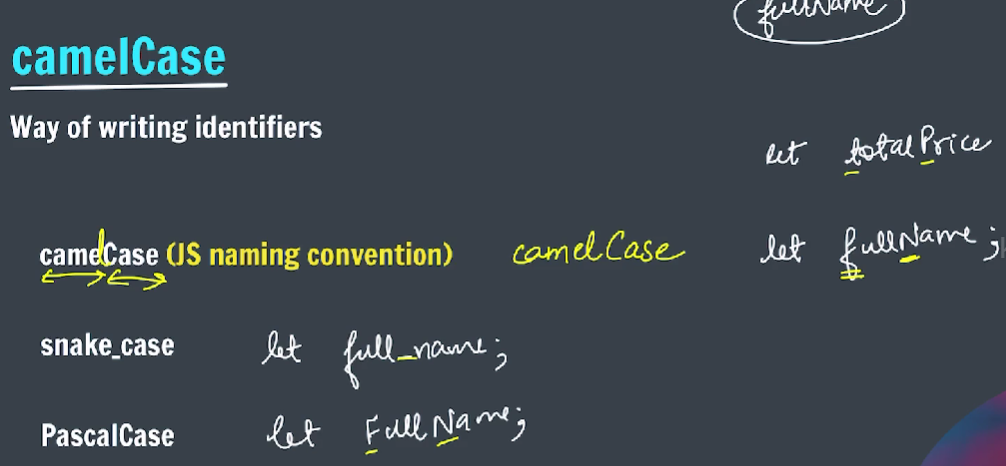 fullName
camelCase
Way of writing identifiers
let totalPrice
camelCase (JS naming convention) camelCase let fullName;
snake_case let full_name;
PascalCase let FullName;